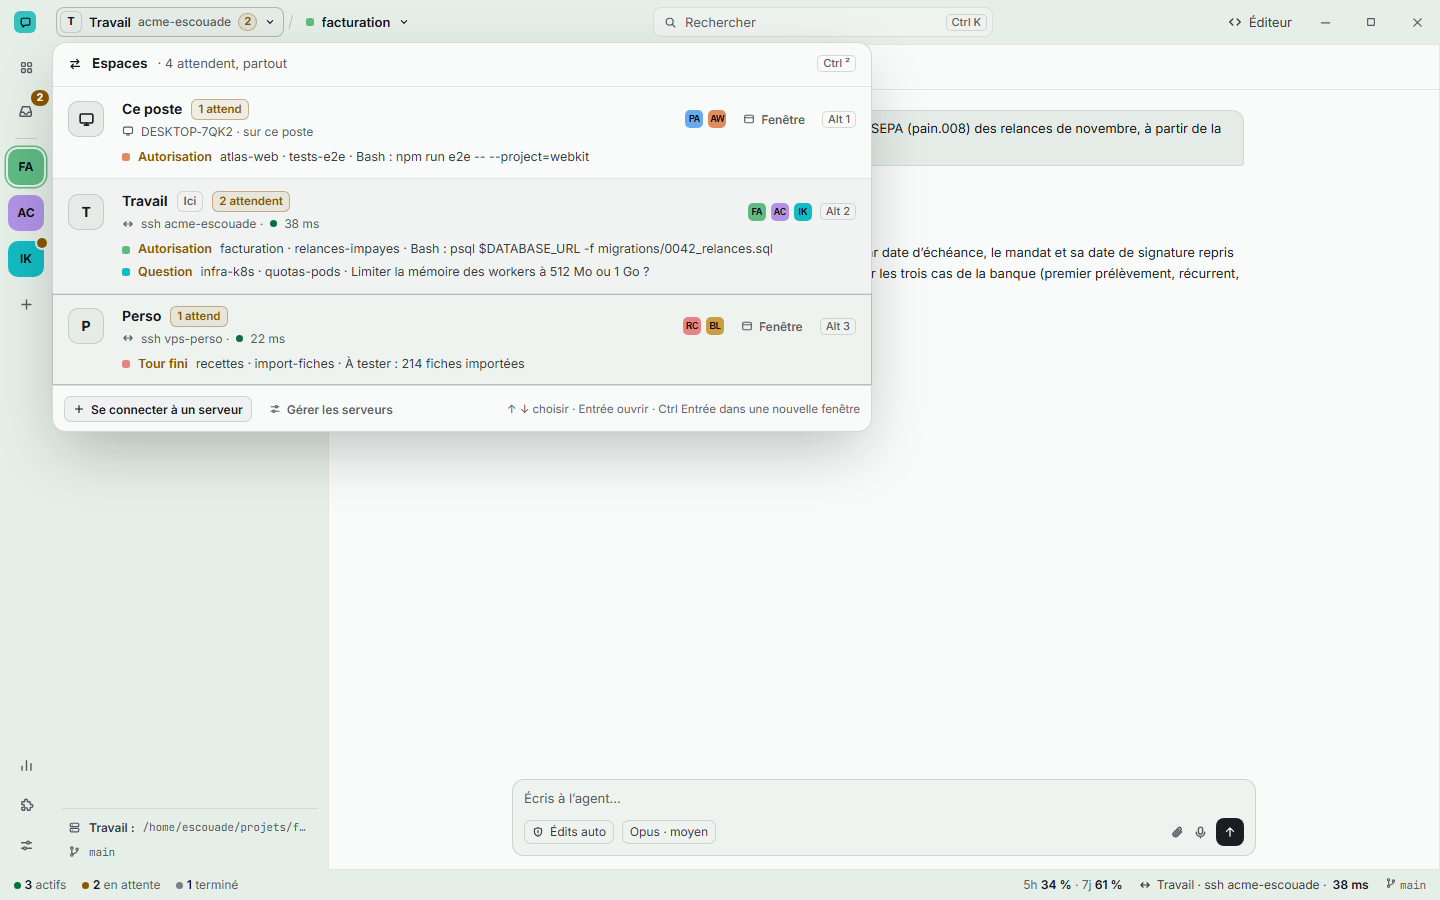 T Travail acme-escouade 2 / facturation
Rechercher Ctrl K
Éditeur
2
FA
AC
IK
Espaces · 4 attendent, partout Ctrl ²
Ce poste 1 attend
DESKTOP-7QK2 · sur ce poste
PA AW Fenêtre Alt 1
Autorisation atlas-web · tests-e2e · Bash : npm run e2e -- --project=webkit
T Travail Ici 2 attendent
ssh acme-escouade · 38 ms
FA AC IK Alt 2
Autorisation facturation · relances-impayes · Bash : psql $DATABASE_URL -f migrations/0042_relances.sql
Question infra-k8s · quotas-pods · Limiter la mémoire des workers à 512 Mo ou 1 Go ?
P Perso 1 attend
ssh vps-perso · 22 ms
RC BL Fenêtre Alt 3
Tour fini recettes · import-fiches · À tester : 214 fiches importées
Se connecter à un serveur Gérer les serveurs ↑ ↓ choisir · Entrée ouvrir · Ctrl Entrée dans une nouvelle fenêtre
SEPA (pain.008) des relances de novembre, à partir de la
date d’échéance, le mandat et sa date de signature repris
les trois cas de la banque (premier prélèvement, récurrent,
Écris à l’agent…
Édits auto Opus · moyen
Travail : /home/escouade/projets/f…
main
3 actifs 2 en attente 1 terminé
5h 34 % · 7j 61 % Travail · ssh acme-escouade · 38 ms main